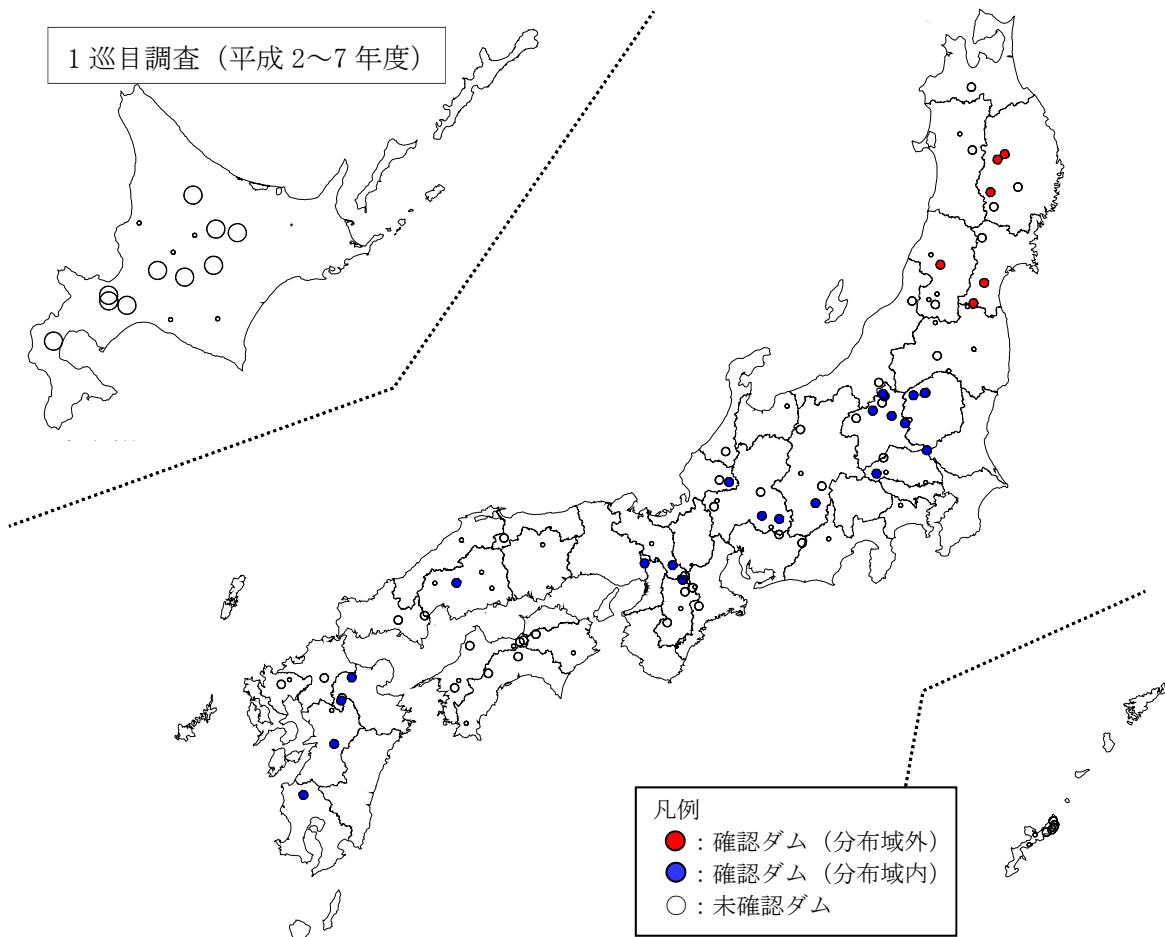 1巡目調査（平成2～7年度）
凡例
：確認ダム（分布域外）
：確認ダム（分布域内）
：未確認ダム